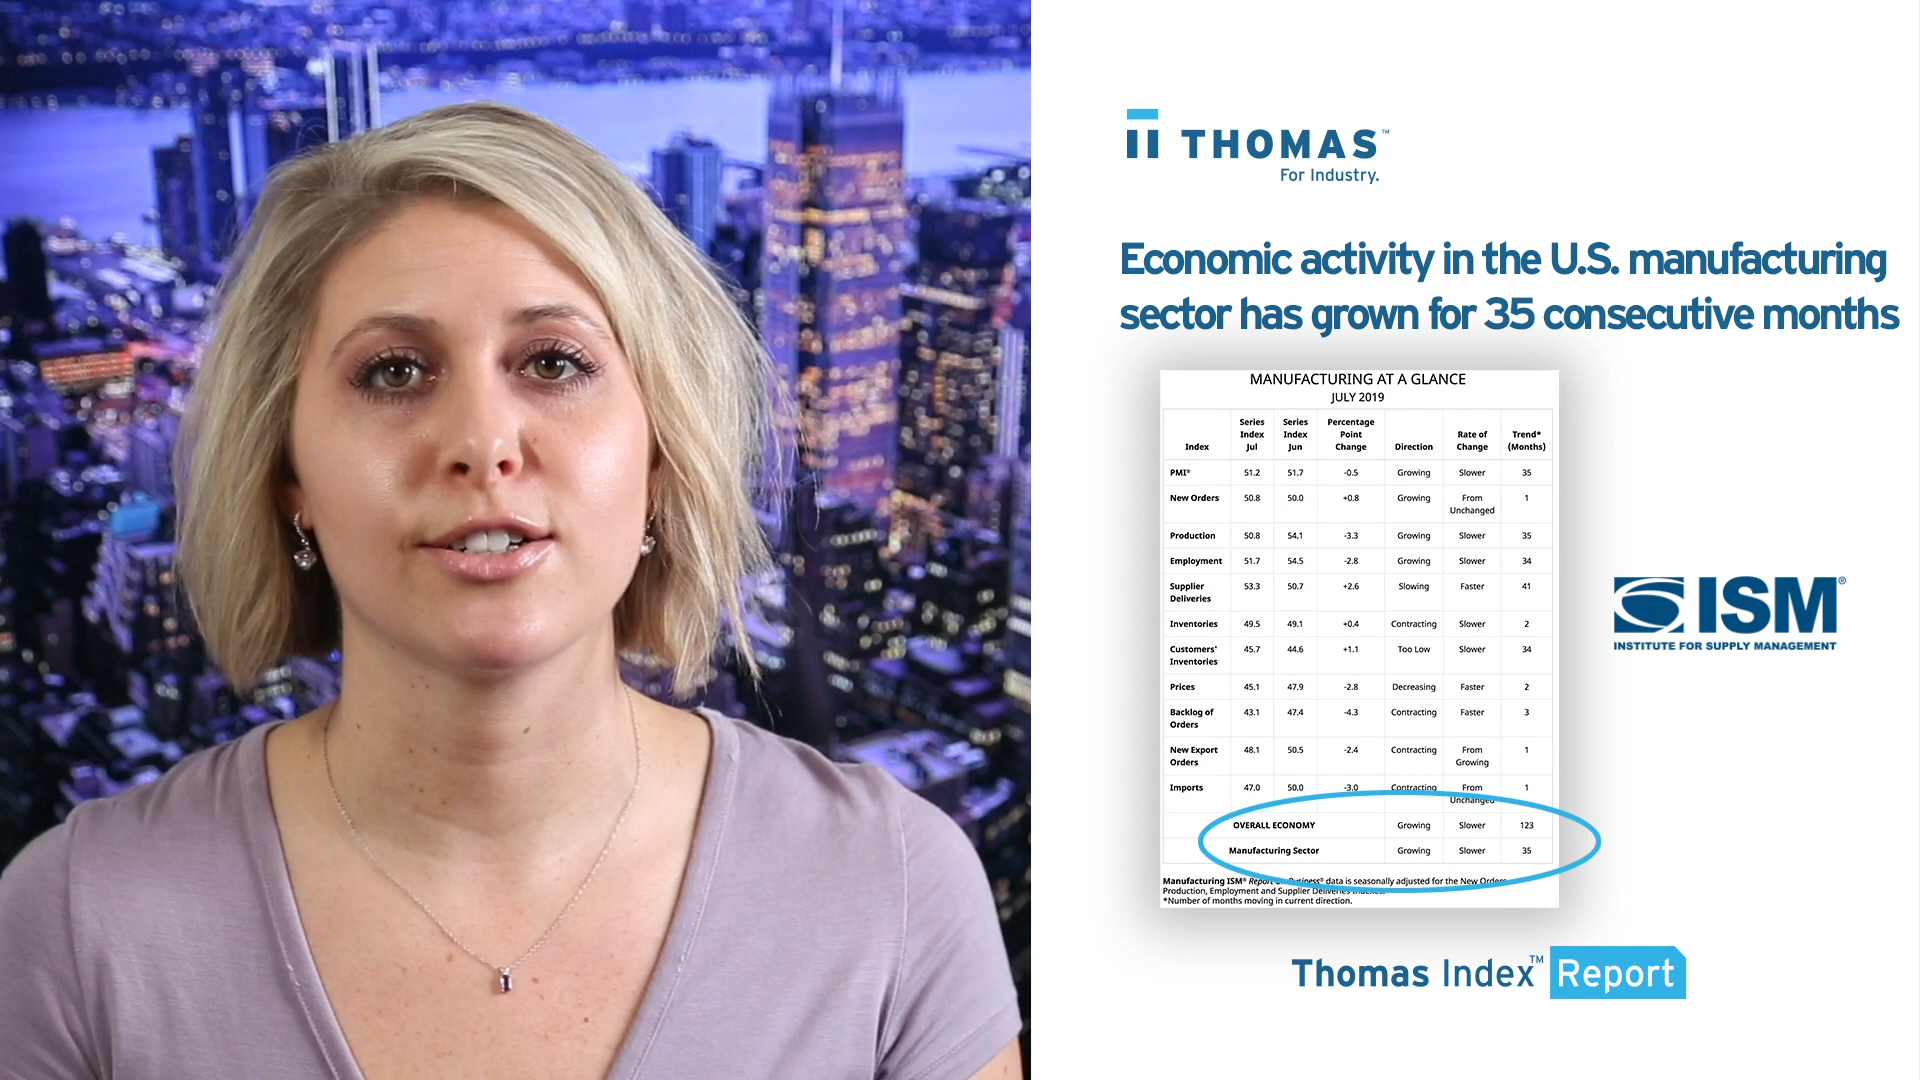 THOMAS™
For Industry.
Economic activity in the U.S. manufacturing
sector has grown for 35 consecutive months
MANUFACTURING AT A GLANCE
JULY 2019
Index Series Index Jul Series Index Jun Percentage Point Change Direction Rate of Change Trend* (Months)
PMI® 51.2 51.7 -0.5 Growing Slower 35
New Orders 50.8 50.0 +0.8 Growing From Unchanged 1
Production 50.8 54.1 -3.3 Growing Slower 35
Employment 51.7 54.5 -2.8 Growing Slower 34
Supplier Deliveries 53.3 50.7 +2.6 Slowing Faster 41
Inventories 49.5 49.1 +0.4 Contracting Slower 2
Customers' Inventories 45.7 44.6 +1.1 Too Low Slower 34
Prices 45.1 47.9 -2.8 Decreasing Faster 2
Backlog of Orders 43.1 47.4 -4.3 Contracting Faster 3
New Export Orders 48.1 50.5 -2.4 Contracting From Growing 1
Imports 47.0 50.0 -3.0 Contracting From Unchanged 1
OVERALL ECONOMY Growing Slower 123
Manufacturing Sector Growing Slower 35
Manufacturing ISM® Report On Business® data is seasonally adjusted for the New Orders,
Production, Employment and Supplier Deliveries Indexes.
*Number of months moving in current direction.
ISM®
INSTITUTE FOR SUPPLY MANAGEMENT
Thomas Index™ Report